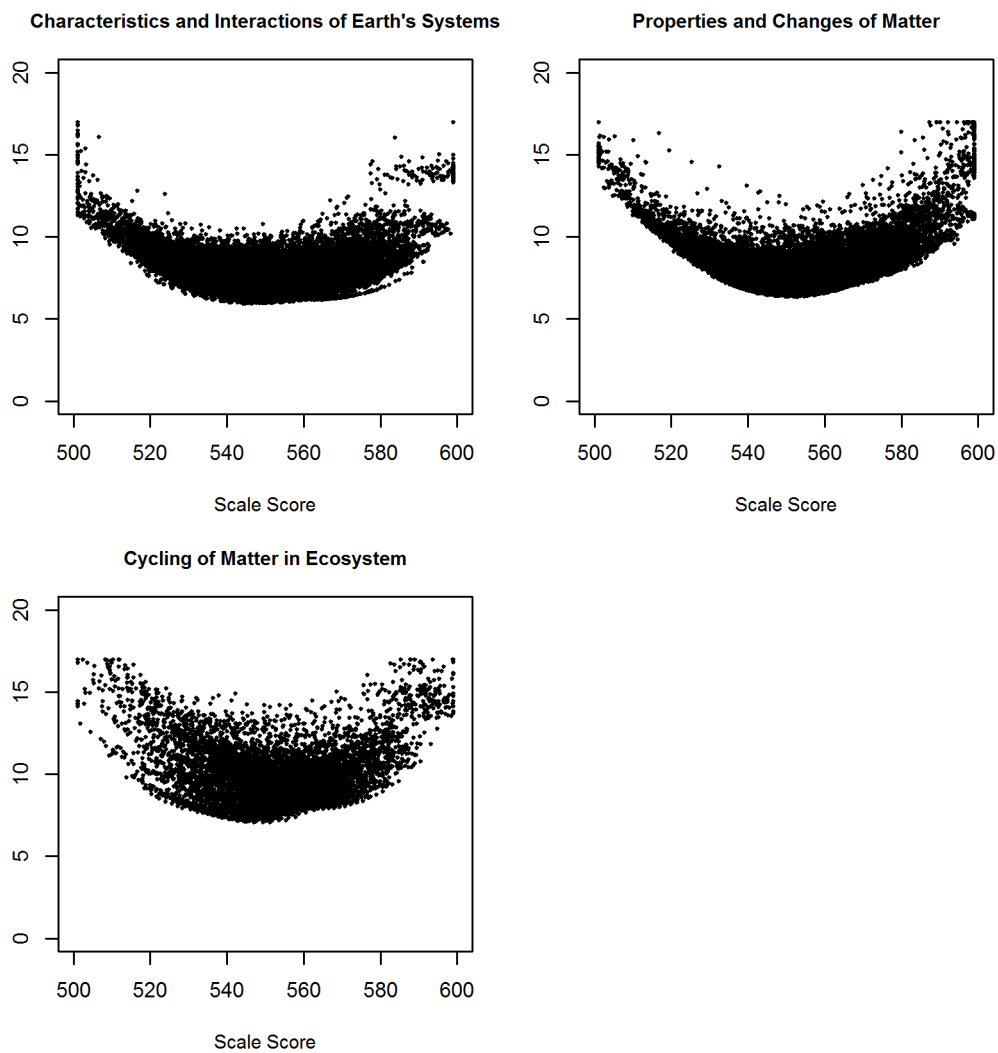 Characteristics and Interactions of Earth's Systems
20
15
10
5
0
500 520 540 560 580 600
Scale Score
Properties and Changes of Matter
20
15
10
5
0
500 520 540 560 580 600
Scale Score
Cycling of Matter in Ecosystem
20
15
10
5
0
500 520 540 560 580 600
Scale Score